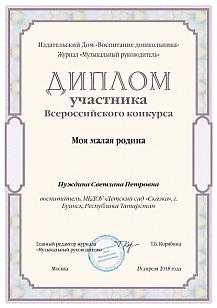 Издательский Дом «Воспитание дошкольника»
Журнал «Музыкальный руководитель»
ДИПЛОМ
участника
Всероссийского конкурса
Моя малая родина
Нуждина Светлана Петровна
воспитатель, МБДОУ «Детский сад «Сказка», г.
Буинск, Республика Татарстан
Главный редактор журнала
«Музыкальный руководитель»
Т.Б. Корябина
Москва
25 апреля 2018 года